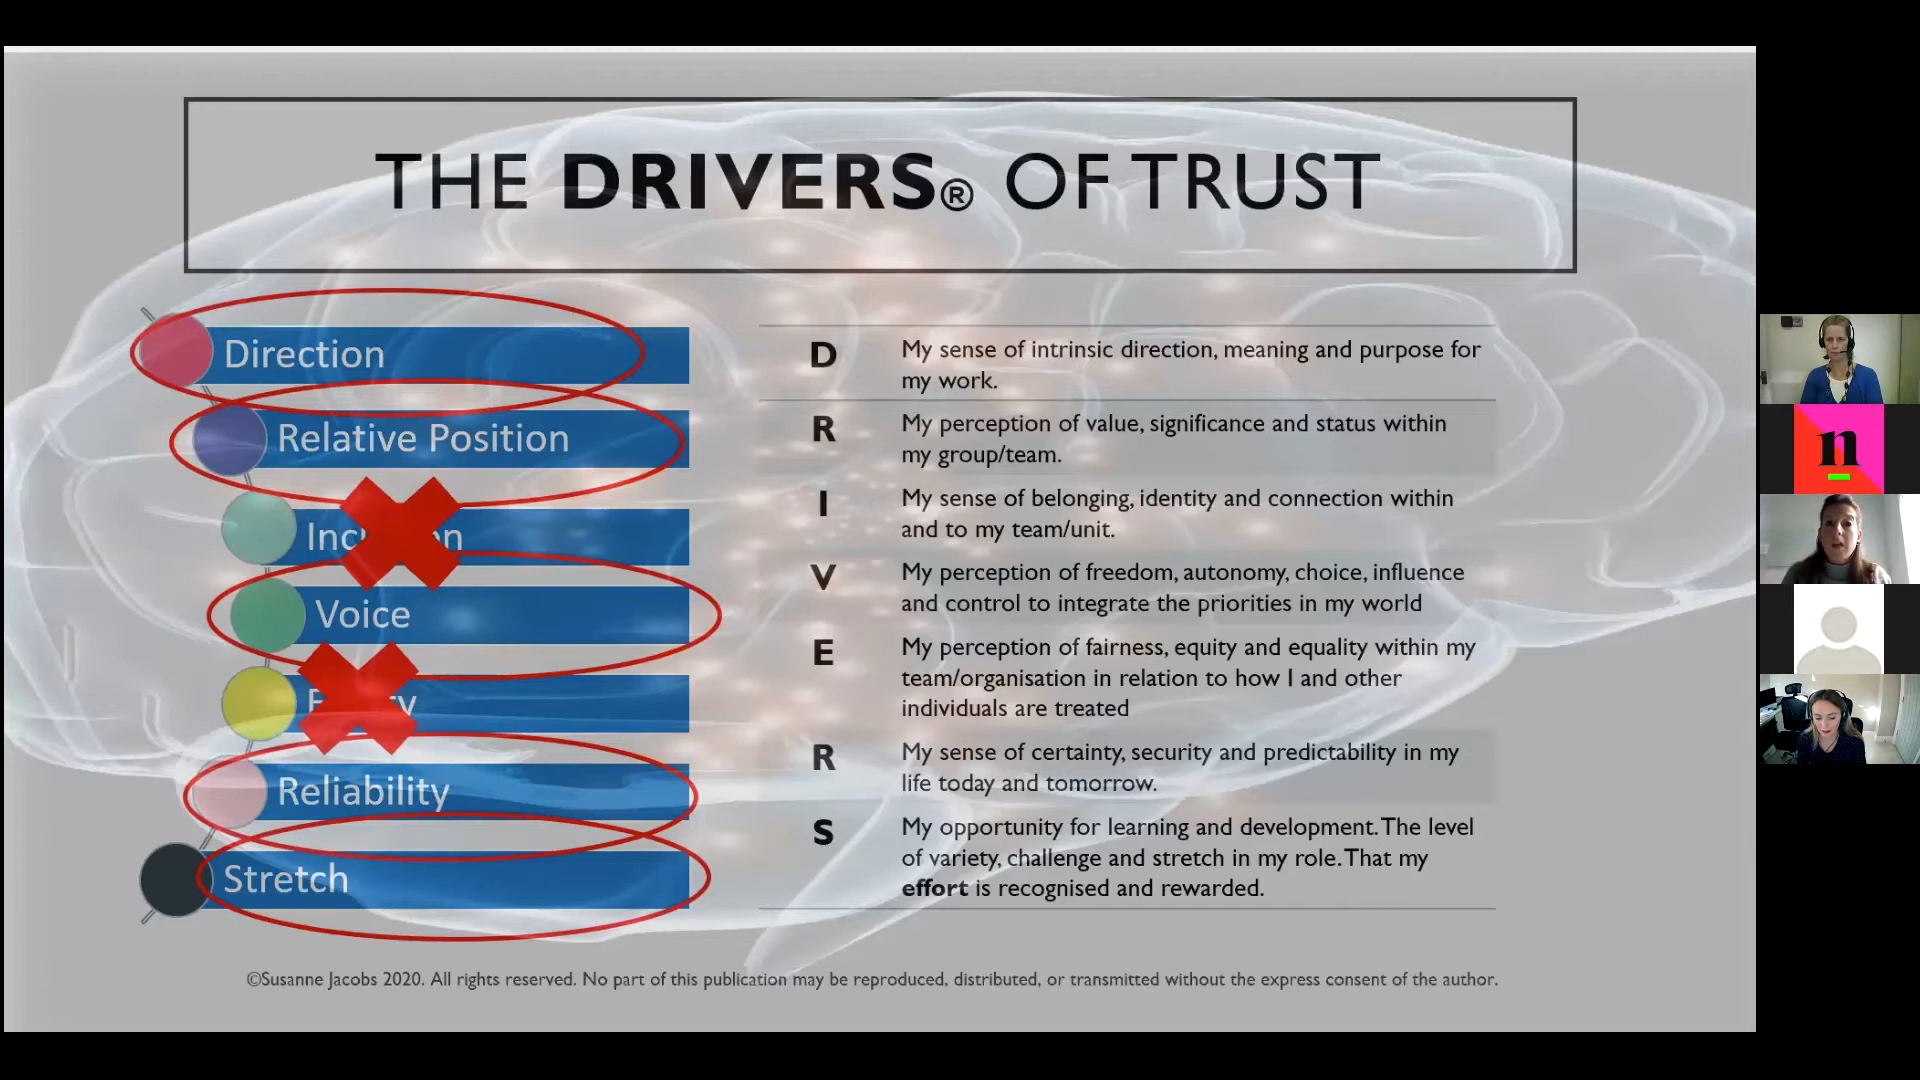 THE DRIVERS® OF TRUST
Direction
Relative Position
Voice
Reliability
Stretch
D
My sense of intrinsic direction, meaning and purpose for
my work.
R
My perception of value, significance and status within
my group/team.
I
My sense of belonging, identity and connection within
and to my team/unit.
V
My perception of freedom, autonomy, choice, influence
and control to integrate the priorities in my world
E
My perception of fairness, equity and equality within my
team/organisation in relation to how I and other
individuals are treated
R
My sense of certainty, security and predictability in my
life today and tomorrow.
S
My opportunity for learning and development. The level
of variety, challenge and stretch in my role. That my
effort is recognised and rewarded.
©Susanne Jacobs 2020. All rights reserved. No part of this publication may be reproduced, distributed, or transmitted without the express consent of the author.
n